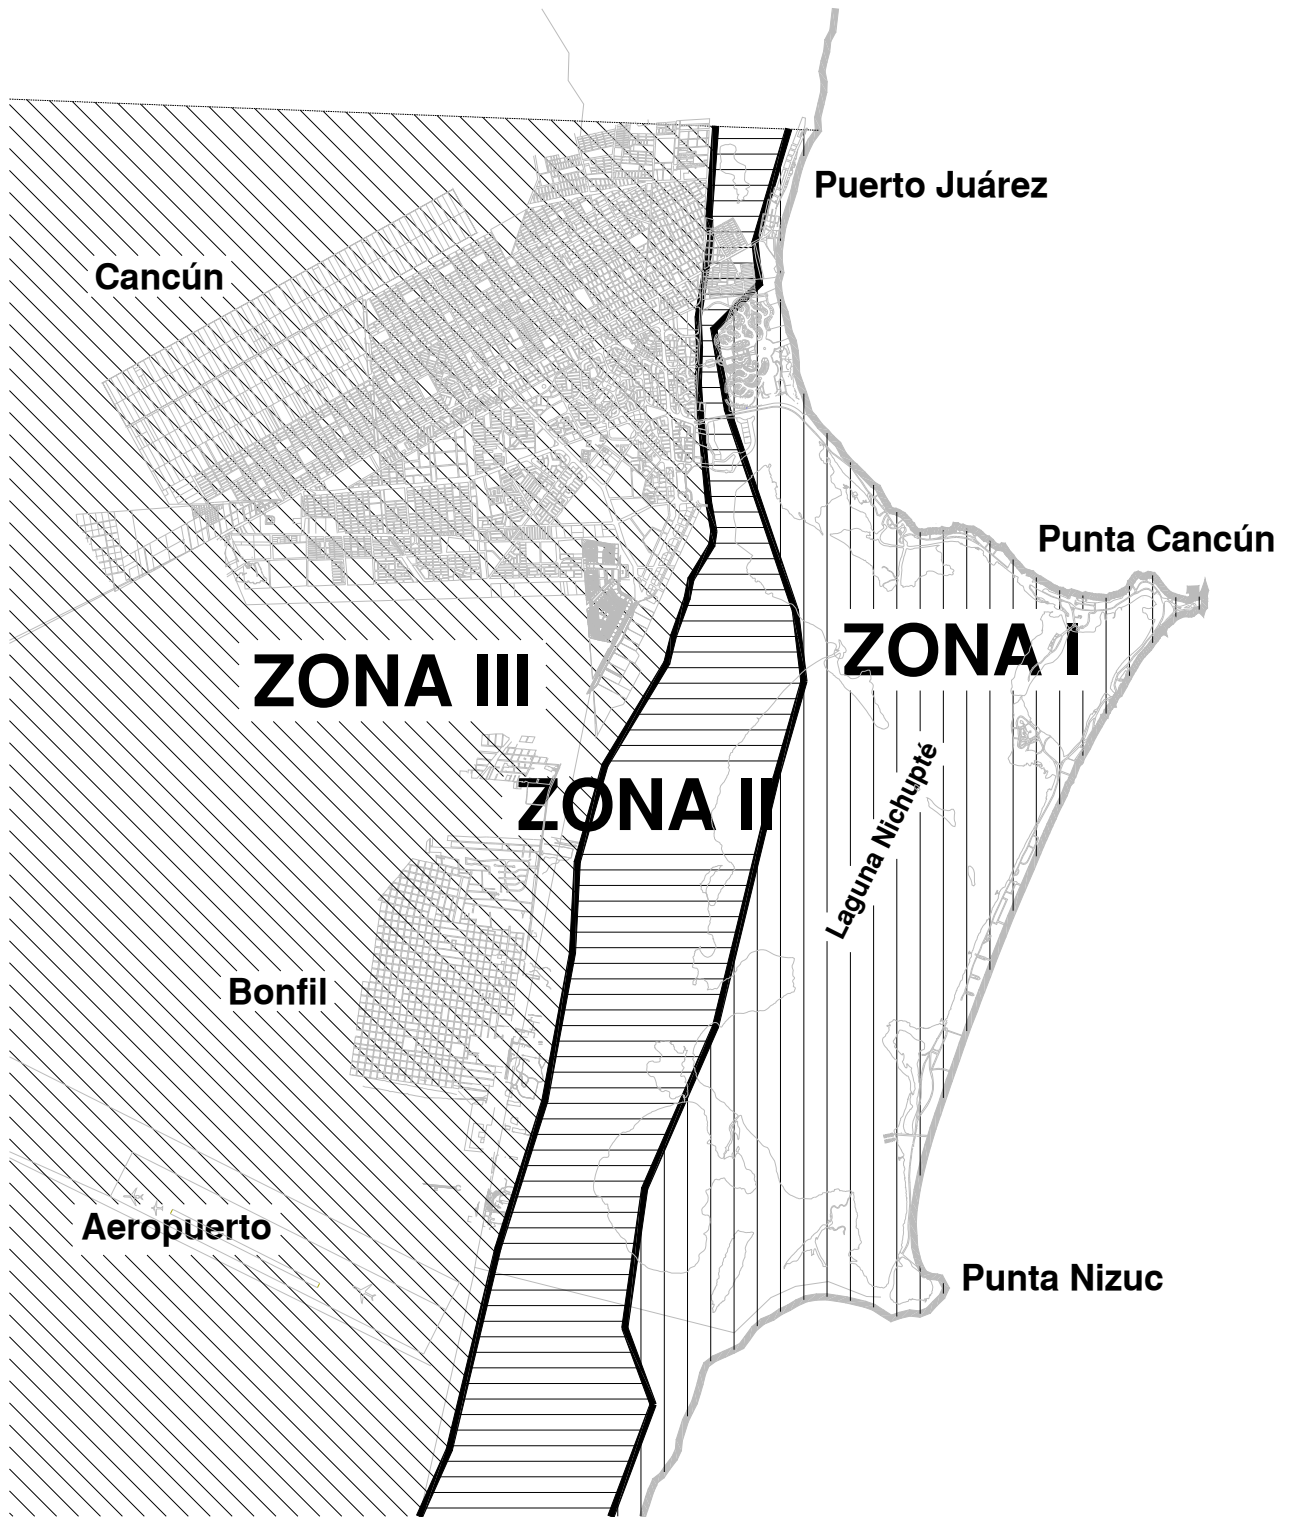 Puerto Juárez
Cancún
Punta Cancún
ZONA I
ZONA III
ZONA II
Laguna Nichupté
Bonfil
Aeropuerto
Punta Nizuc